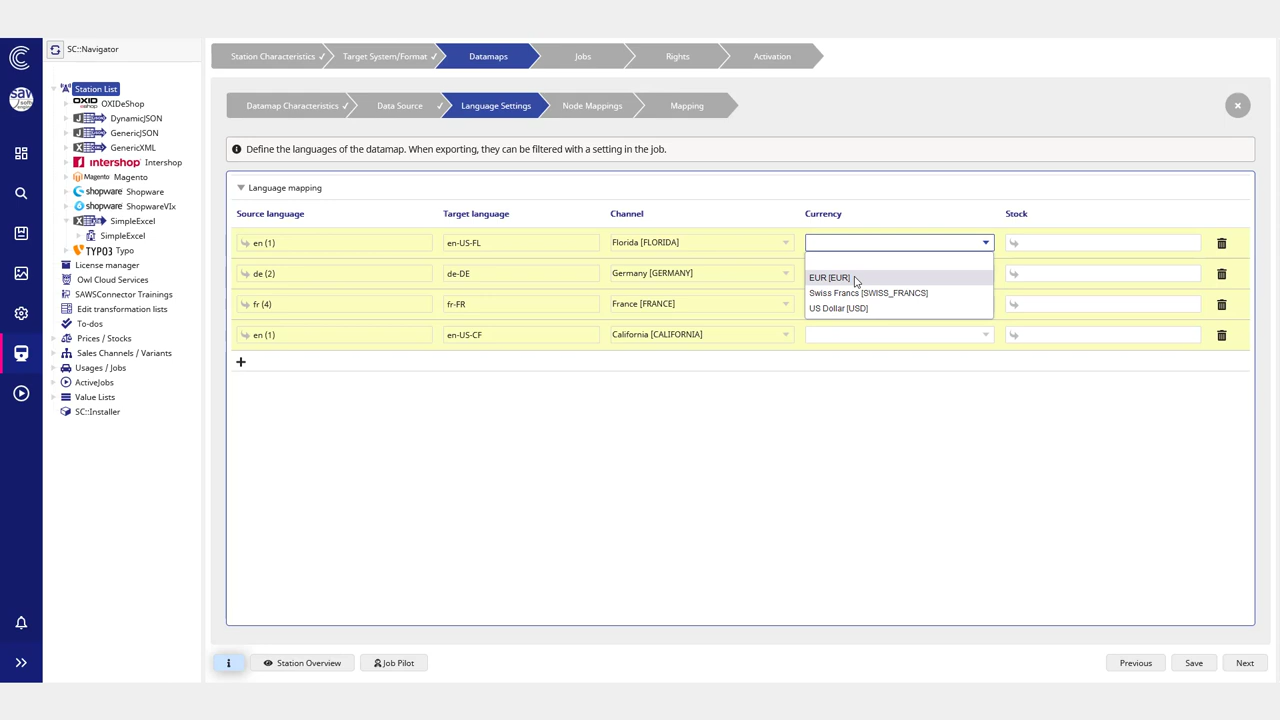 SC::Navigator
Station Characteristics ✓
Target System/Format ✓
Datamaps
Jobs
Rights
Activation
Station List
OXIDeShop
DynamicJSON
GenericJSON
GenericXML
intershop Intershop
Magento Magento
shopware Shopware
shopware ShopwareVIx
SimpleExcel
SimpleExcel
TYPO3 Typo
License manager
Owl Cloud Services
SAWSConnector Trainings
Edit transformation lists
To-dos
Prices / Stocks
Sales Channels / Variants
Usages / Jobs
ActiveJobs
Value Lists
SC::Installer
Datamap Characteristics ✓
Data Source ✓
Language Settings
Node Mappings
Mapping
Define the languages of the datamap. When exporting, they can be filtered with a setting in the job.
Language mapping
Source language Target language Channel Currency Stock
en (1) en-US-FL Florida [FLORIDA]
de (2) de-DE Germany [GERMANY]
fr (4) fr-FR France [FRANCE]
en (1) en-US-CF California [CALIFORNIA]
EUR [EUR]
Swiss Francs [SWISS_FRANCS]
US Dollar [USD]
+
i
Station Overview
Job Pilot
Previous
Save
Next